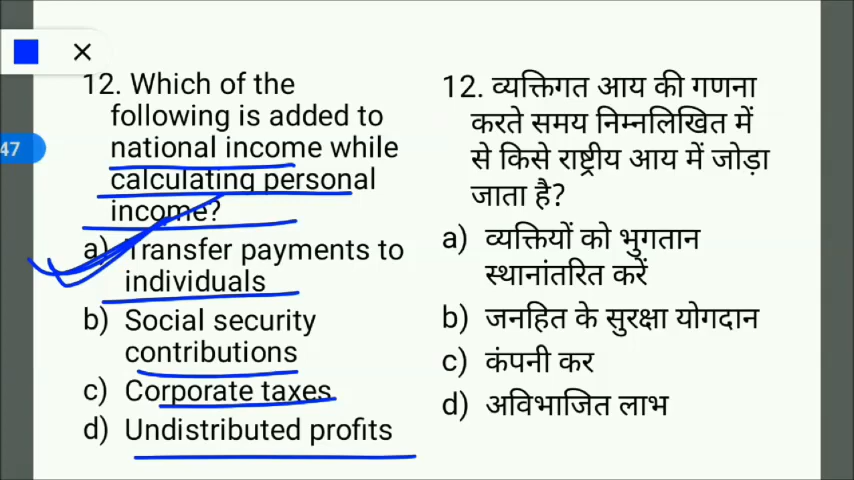 47
12. Which of the
following is added to
national income while
calculating personal
income?
a) Transfer payments to
individuals
b) Social security
contributions
c) Corporate taxes
d) Undistributed profits
12. व्यक्तिगत आय की गणना
करते समय निम्नलिखित में
से किसे राष्ट्रीय आय में जोड़ा
जाता है?
a) व्यक्तियों को भुगतान
स्थानांतरित करें
b) जनहित के सुरक्षा योगदान
c) कंपनी कर
d) अविभाजित लाभ